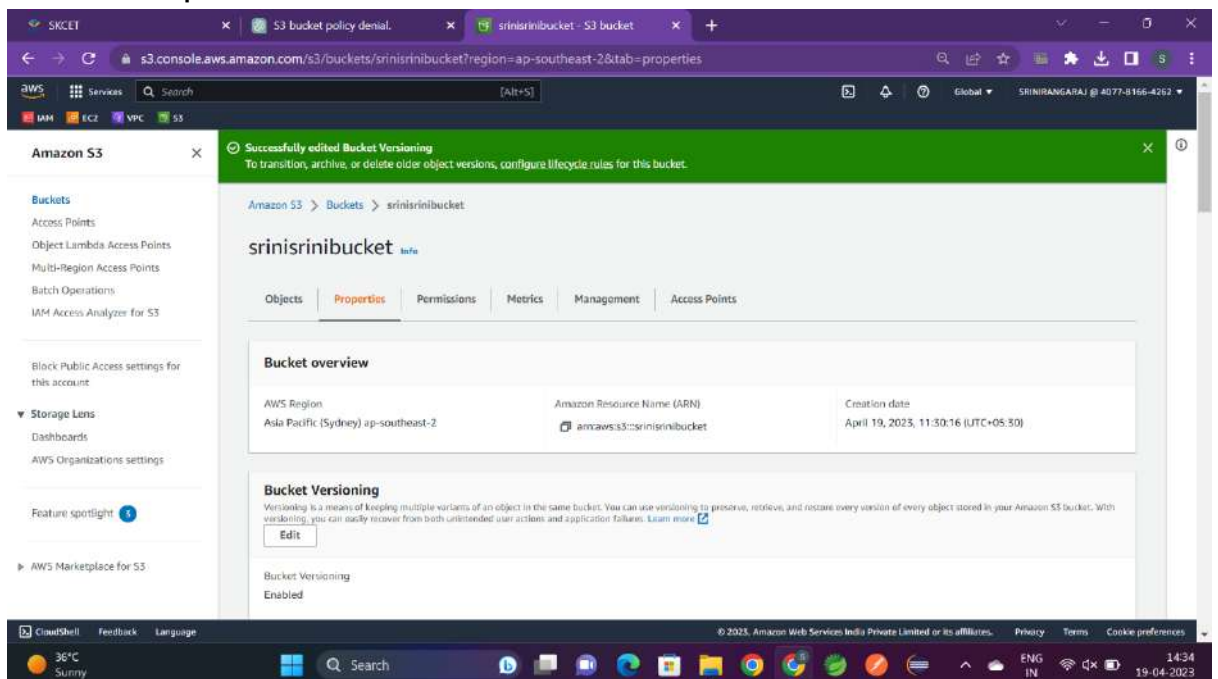 SKCET
S3 bucket policy denial.
srinisrinibucket - S3 bucket
s3.console.aws.amazon.com/s3/buckets/srinisrinibucket?region=ap-southeast-2&tab=properties
S
aws
Services
Search
[Alt+S]
Global
SRINIRANGARAJ @ 4077-8166-4262
IAM
EC2
VPC
S3
Amazon S3
Successfully edited Bucket Versioning
To transition, archive, or delete older object versions, configure lifecycle rules for this bucket.
Buckets
Access Points
Object Lambda Access Points
Multi-Region Access Points
Batch Operations
IAM Access Analyzer for S3
Block Public Access settings for
this account
Storage Lens
Dashboards
AWS Organizations settings
Feature spotlight 3
AWS Marketplace for S3
Amazon S3 > Buckets > srinisrinibucket
srinisrinibucket Info
Objects
Properties
Permissions
Metrics
Management
Access Points
Bucket overview
AWS Region
Asia Pacific (Sydney) ap-southeast-2
Amazon Resource Name (ARN)
arn:aws:s3:::srinisrinibucket
Creation date
April 19, 2023, 11:30:16 (UTC+05:30)
Bucket Versioning
Versioning is a means of keeping multiple variants of an object in the same bucket. You can use versioning to preserve, retrieve, and restore every version of every object stored in your Amazon S3 bucket. With
versioning, you can easily recover from both unintended user actions and application failures. Learn more
Edit
Bucket Versioning
Enabled
CloudShell
Feedback
Language
© 2023, Amazon Web Services India Private Limited or its affiliates.
Privacy
Terms
Cookie preferences
36°C
Sunny
Search
ENG
IN
14:34
19-04-2023